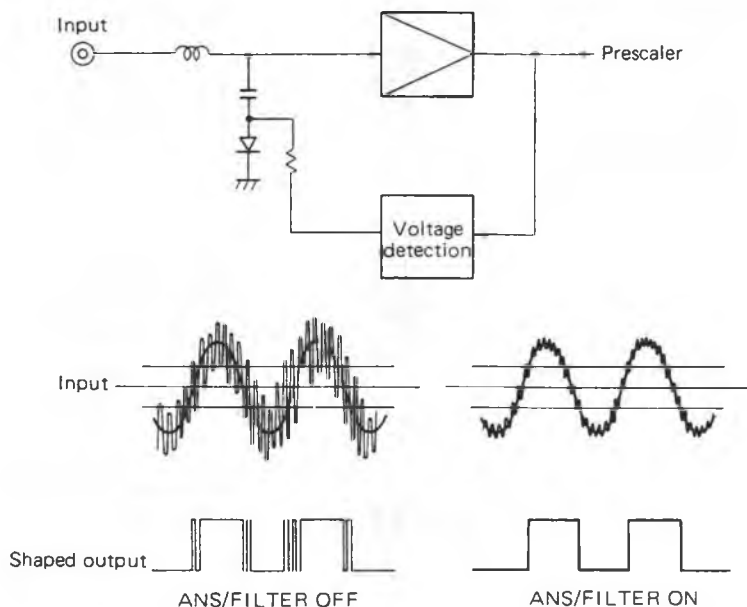 Input
Prescaler
Voltage
detection
Input
Shaped output
ANS/FILTER OFF
ANS/FILTER ON